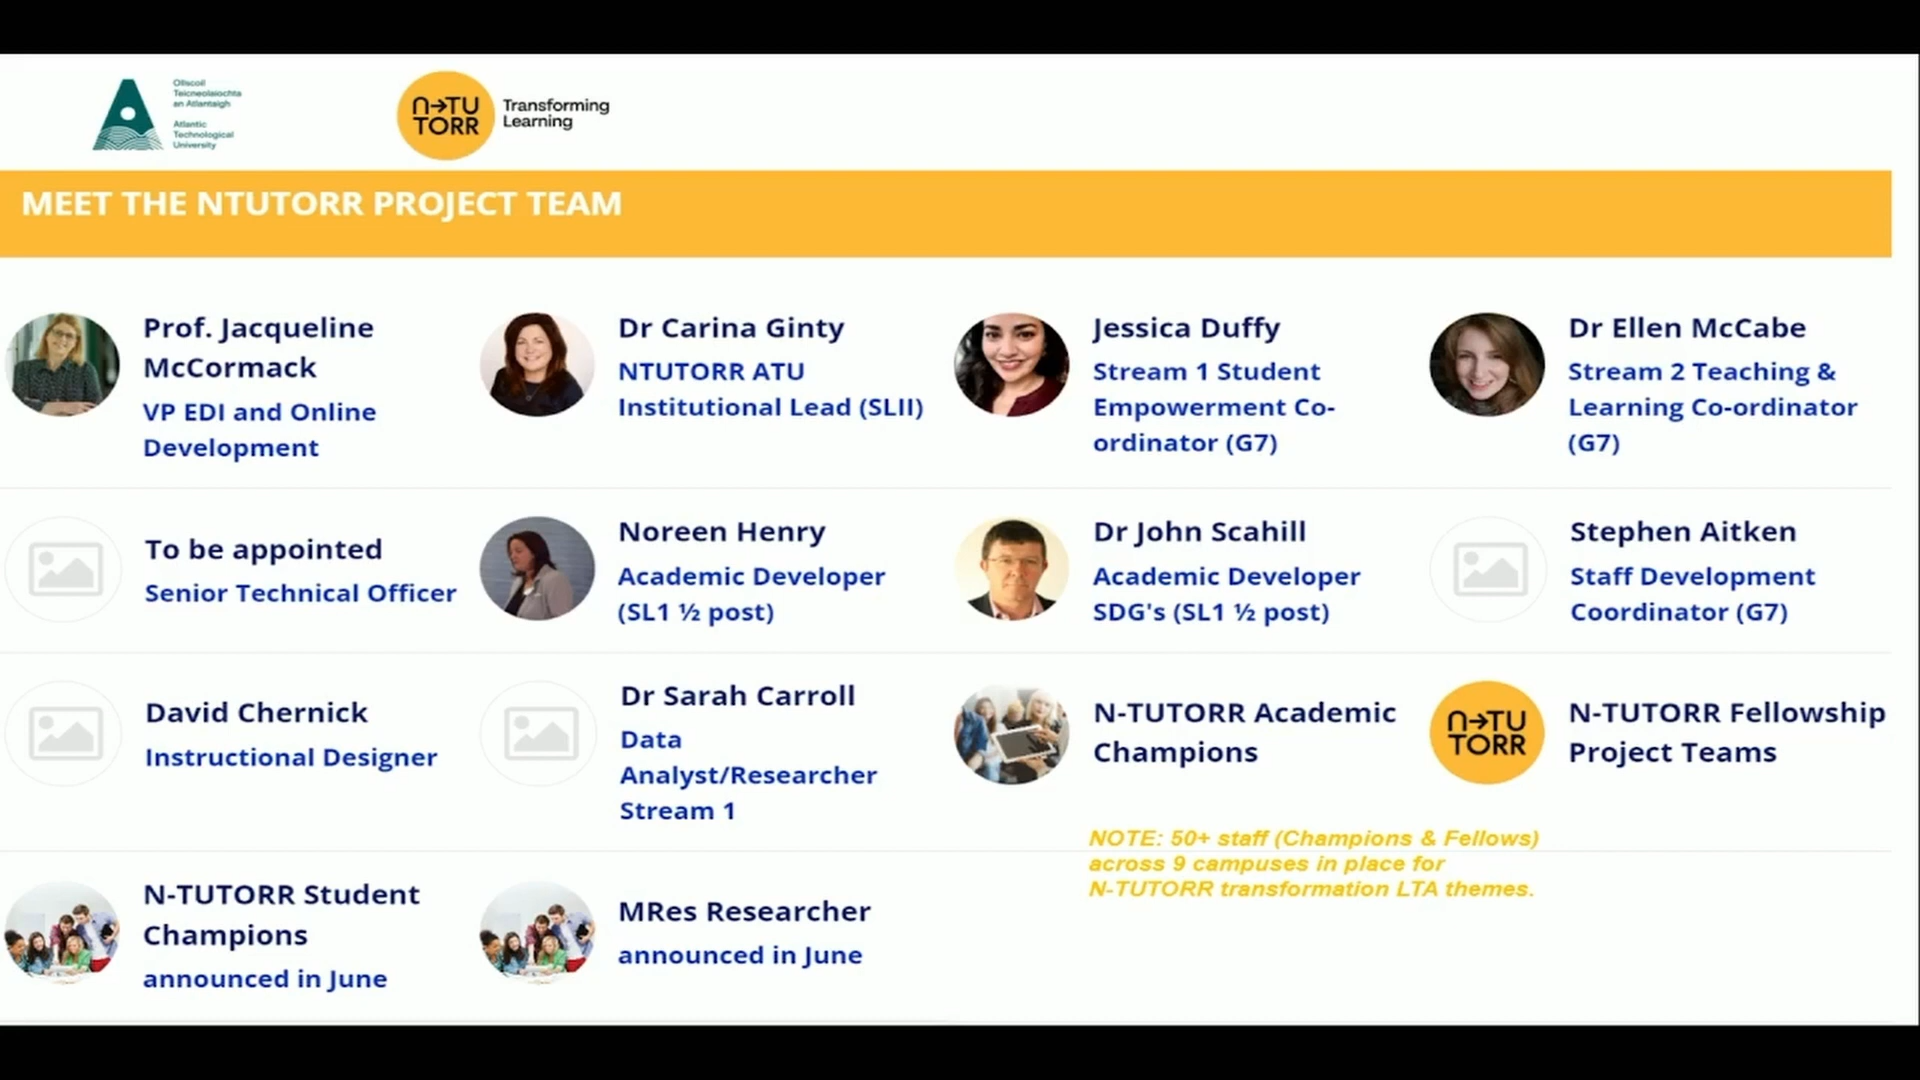 Ollscoil
Teicneolaíochta
an Atlantaigh
Atlantic
Technological
University
n→TU
TORR
Transforming
Learning
MEET THE NTUTORR PROJECT TEAM
Prof. Jacqueline
McCormack
VP EDI and Online
Development
Dr Carina Ginty
NTUTORR ATU
Institutional Lead (SLII)
Jessica Duffy
Stream 1 Student
Empowerment Co-
ordinator (G7)
Dr Ellen McCabe
Stream 2 Teaching &
Learning Co-ordinator
(G7)
To be appointed
Senior Technical Officer
Noreen Henry
Academic Developer
(SL1 ½ post)
Dr John Scahill
Academic Developer
SDG's (SL1 ½ post)
Stephen Aitken
Staff Development
Coordinator (G7)
David Chernick
Instructional Designer
Dr Sarah Carroll
Data
Analyst/Researcher
Stream 1
N-TUTORR Academic
Champions
n→TU
TORR
N-TUTORR Fellowship
Project Teams
NOTE: 50+ staff (Champions & Fellows)
across 9 campuses in place for
N-TUTORR transformation LTA themes.
N-TUTORR Student
Champions
announced in June
MRes Researcher
announced in June